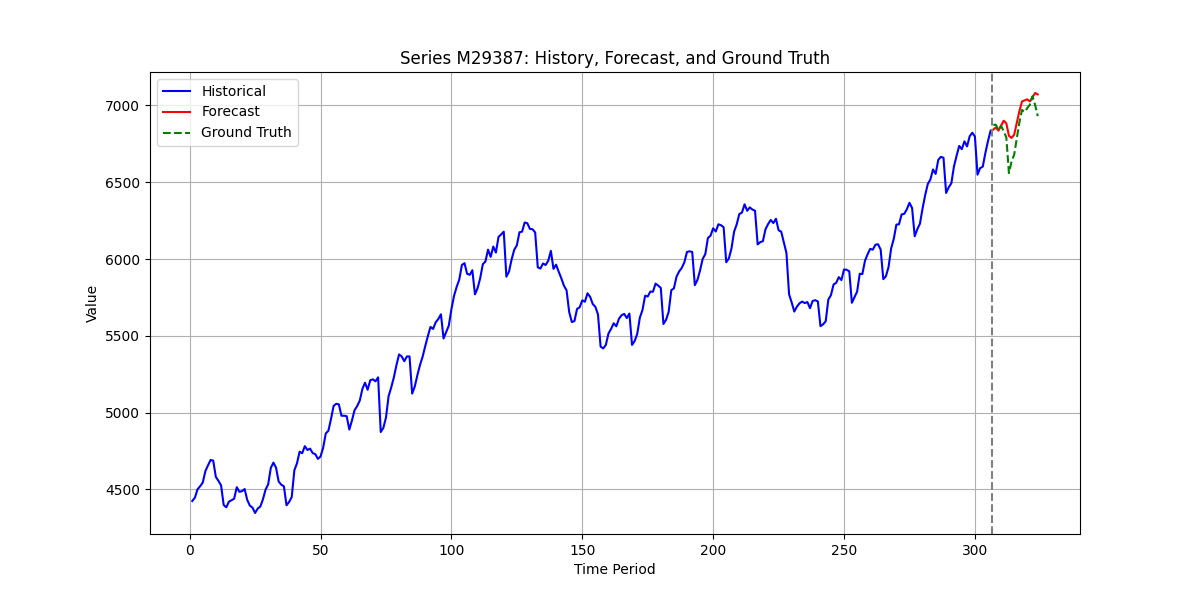 Series M29387: History, Forecast, and Ground Truth
Historical
Forecast
Ground Truth
7000
6500
6000
5500
5000
4500
Value
0 50 100 150 200 250 300
Time Period